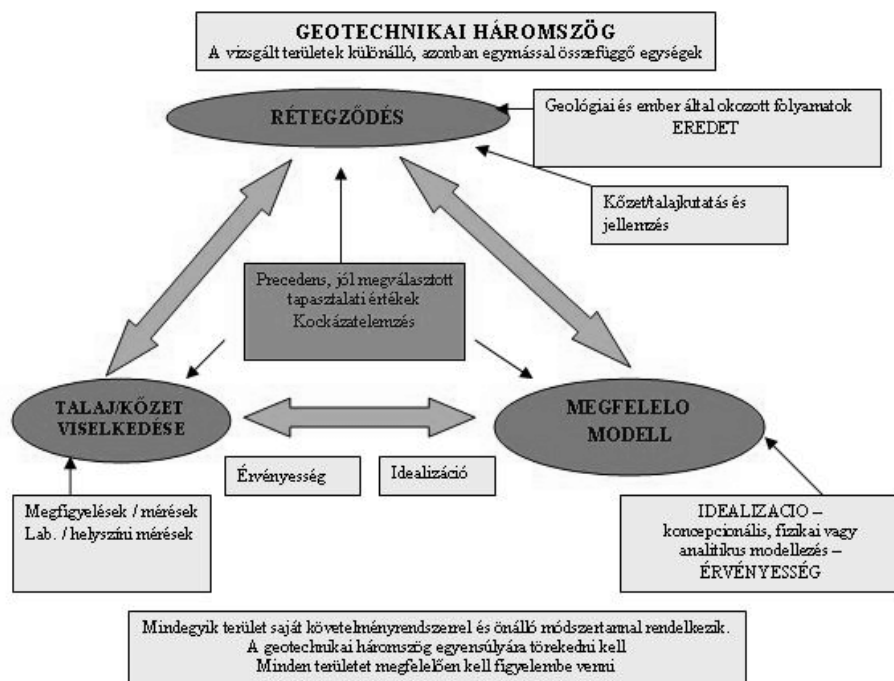 GEOTECHNIKAI HÁROMSZÖG
A vizsgált területek különálló, azonban egymással összefüggő egységek
RÉTEGZŐDÉS
Geológiai és ember által okozott folyamatok
EREDET
Kőzet/talajkutatás és
jellemzés
Precedens, jól megválasztott
tapasztalati értékek
Kockázatelemzés
TALAJ/KŐZET
VISELKEDÉSE
MEGFELELO
MODELL
Érvényesség
Idealizáció
Megfigyelések / mérések
Lab. / helyszíni mérések
IDEALIZACIO –
koncepcionális, fizikai vagy
analitikus modellezés –
ÉRVÉNYESSÉG
Mindegyik terület saját követelményrendszerrel és önálló módszertannal rendelkezik.
A geotechnikai háromszög egyensúlyára törekedni kell
Minden területet megfelelően kell figyelembe venni